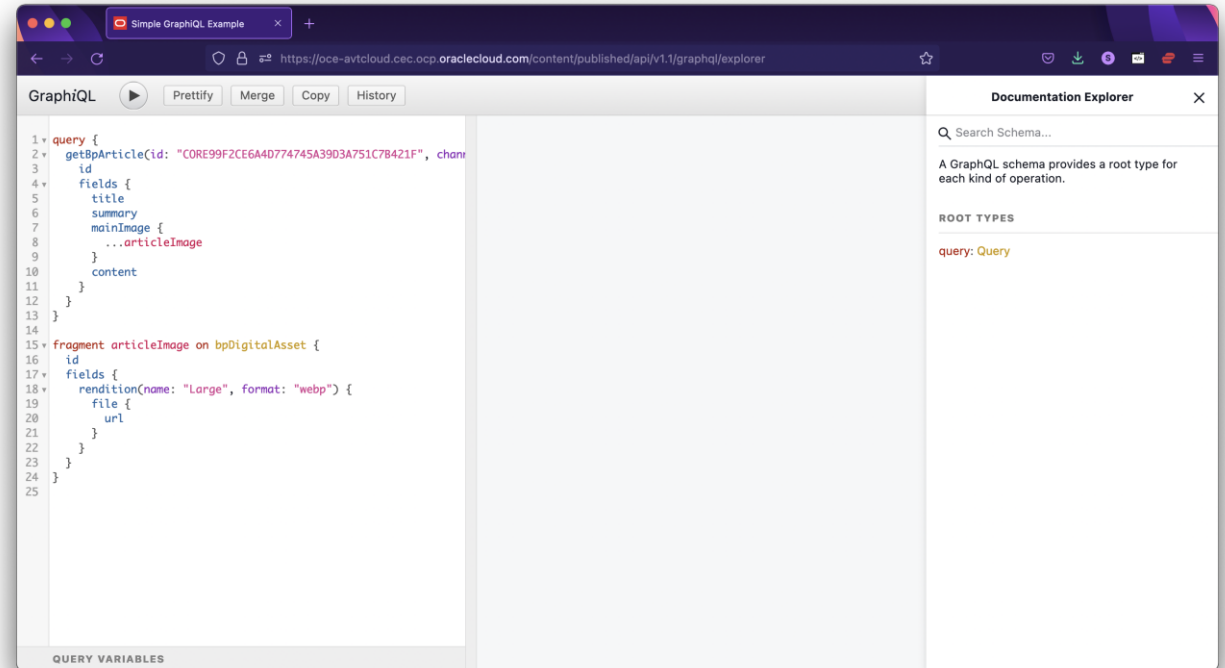 Simple GraphiQL Example
https://oce-avtcloud.cec.ocp.oraclecloud.com/content/published/api/v1.1/graphql/explorer
S
GraphiQL Prettify Merge Copy History
1 query {
2 getBpArticle(id: "CORE99F2CE6A4D774745A39D3A751C7B421F", chann
3 id
4 fields {
5 title
6 summary
7 mainImage {
8 ...articleImage
9 }
10 content
11 }
12 }
13 }
14
15 fragment articleImage on bpDigitalAsset {
16 id
17 fields {
18 rendition(name: "Large", format: "webp") {
19 file {
20 url
21 }
22 }
23 }
24 }
25
QUERY VARIABLES
Documentation Explorer
Search Schema...
A GraphQL schema provides a root type for
each kind of operation.
ROOT TYPES
query: Query